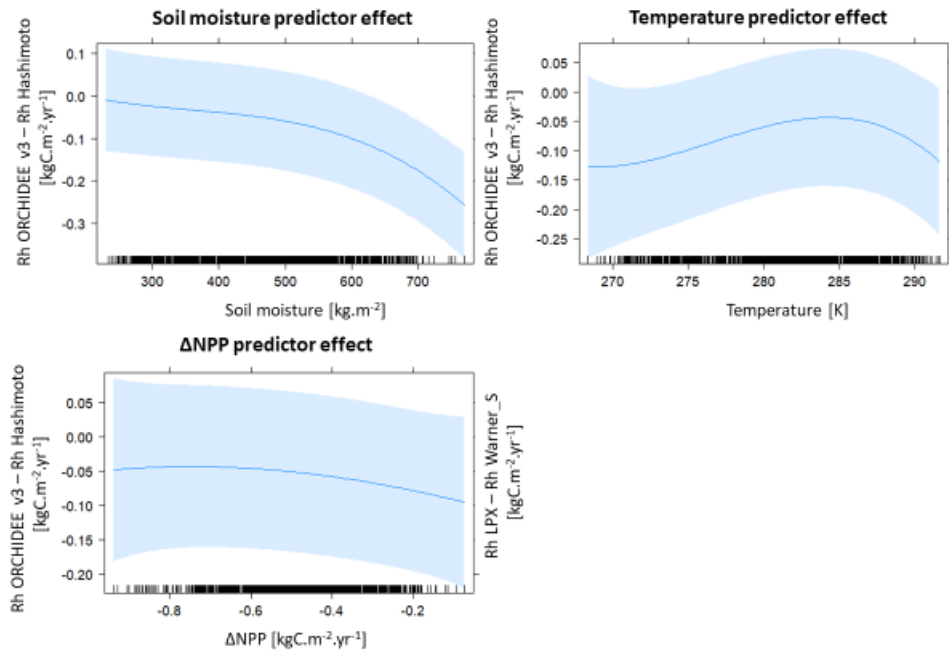 Soil moisture predictor effect
Rh ORCHIDEE v3 – Rh Hashimoto
[kgC.m⁻².yr⁻¹]
0.1
0.0
-0.1
-0.2
-0.3
300 400 500 600 700
Soil moisture [kg.m⁻²]
Temperature predictor effect
Rh ORCHIDEE v3 – Rh Hashimoto
[kgC.m⁻².yr⁻¹]
0.05
0.00
-0.05
-0.10
-0.15
-0.20
-0.25
270 275 280 285 290
Temperature [K]
ΔNPP predictor effect
Rh ORCHIDEE v3 – Rh Hashimoto
[kgC.m⁻².yr⁻¹]
0.05
0.00
-0.05
-0.10
-0.15
-0.20
-0.8 -0.6 -0.4 -0.2
ΔNPP [kgC.m⁻².yr⁻¹]
Rh LPX – Rh Warner_S
[kgC.m⁻².yr⁻¹]